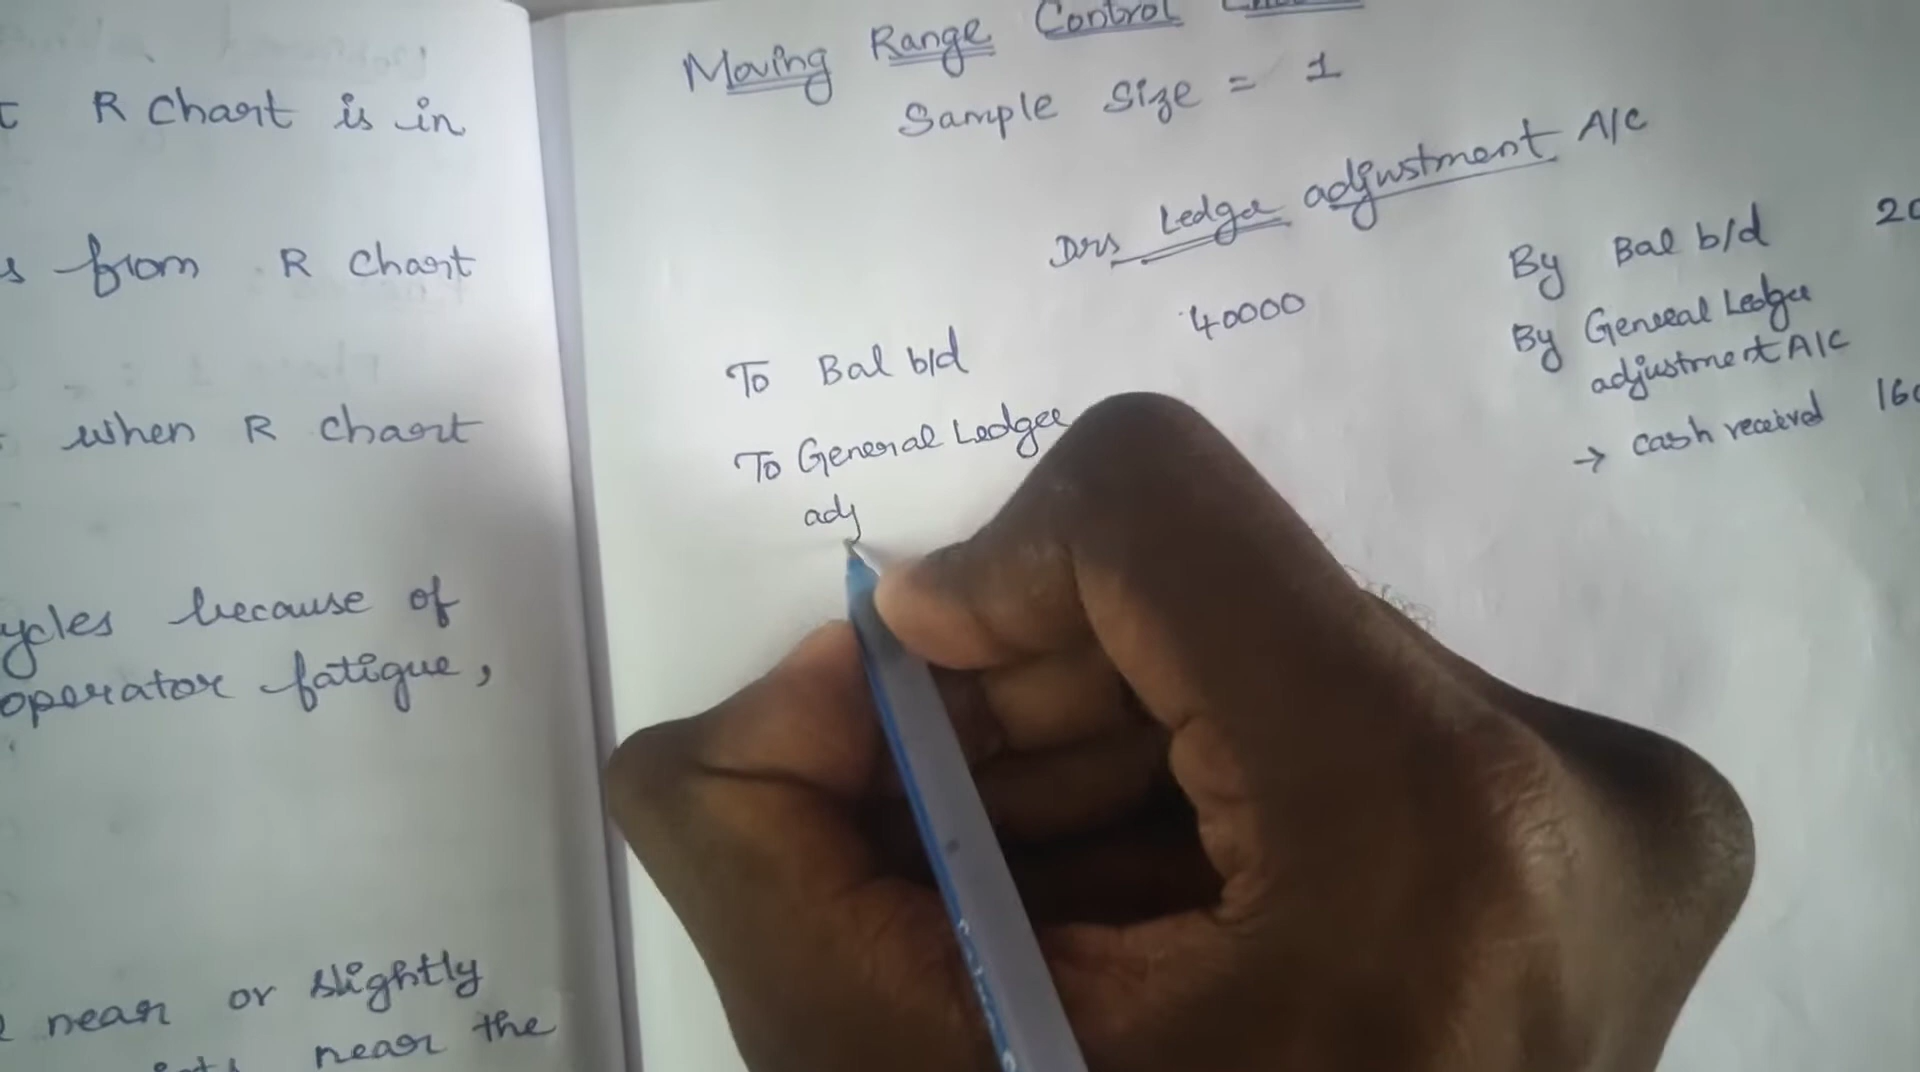 R Chart is in
from R Chart
when R chart
because of
operator fatigue,
near or slightly
near the
Moving Range Control
Sample Size = 1
Drs Ledger adjustment A/C
To Bal b/d 40000
To General Ledger
adj
By Bal b/d
By General Ledger
adjustment A/C
→ cash received